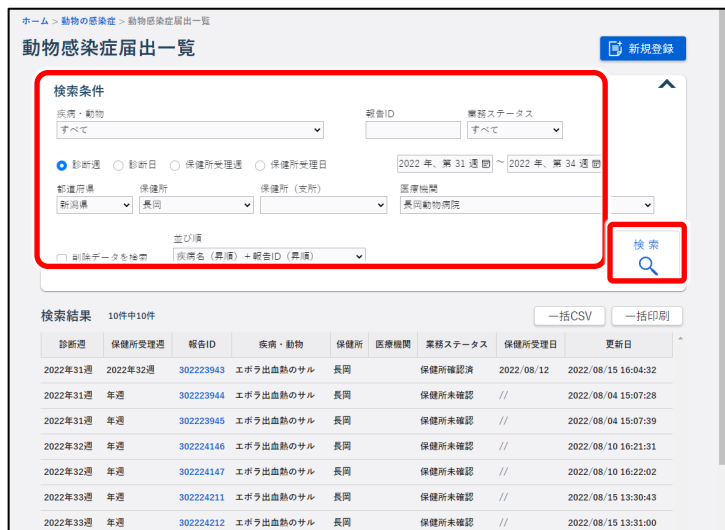 ホーム > 動物の感染症 > 動物感染症届出一覧
動物感染症届出一覧
新規登録
検索条件
疾病・動物 報告ID 業務ステータス
すべて すべて
診断週 診断日 保健所受理週 保健所受理日 2022 年、第 31 週 ~ 2022 年、第 34 週
都道府県 保健所 保健所（支所） 医療機関
新潟県 長岡 長岡動物病院
並び順
削除データを検索 疾病名（昇順）+報告ID（昇順）
検索
検索結果 10件中10件 一括CSV 一括印刷
診断週 保健所受理週 報告ID 疾病・動物 保健所 医療機関 業務ステータス 保健所受理日 更新日
2022年31週 2022年32週 302223943 エボラ出血熱のサル 長岡 保健所確認済 2022/08/12 2022/08/15 16:04:32
2022年31週 年週 302223944 エボラ出血熱のサル 長岡 保健所未確認 // 2022/08/04 15:07:28
2022年31週 年週 302223945 エボラ出血熱のサル 長岡 保健所未確認 // 2022/08/04 15:07:39
2022年32週 年週 302224146 エボラ出血熱のサル 長岡 保健所未確認 // 2022/08/10 16:21:31
2022年32週 年週 302224147 エボラ出血熱のサル 長岡 保健所未確認 // 2022/08/10 16:22:02
2022年33週 年週 302224211 エボラ出血熱のサル 長岡 保健所未確認 // 2022/08/15 13:30:43
2022年33週 年週 302224212 エボラ出血熱のサル 長岡 保健所未確認 // 2022/08/15 13:31:00